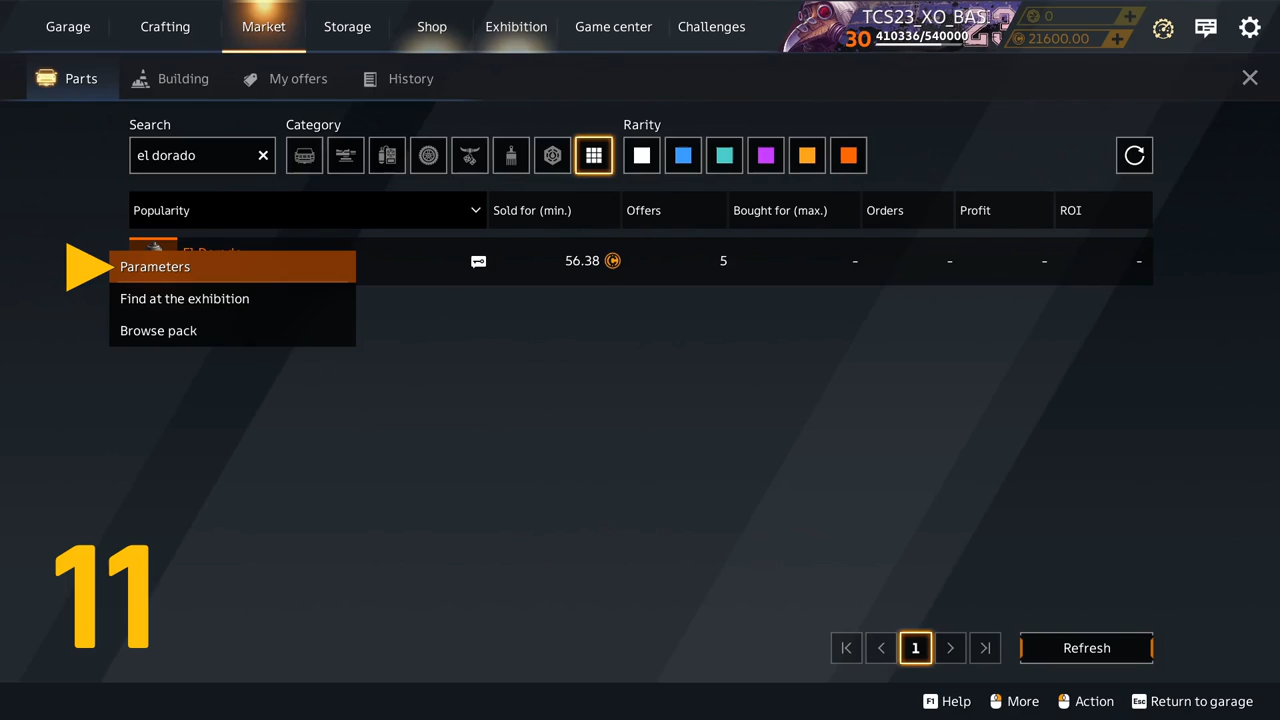 Garage Crafting Market Storage Shop Exhibition Game center Challenges
TCS23_XO_BAS
30 410336/540000
0
21600.00
Parts Building My offers History
Search Category Rarity
el dorado
Popularity Sold for (min.) Offers Bought for (max.) Orders Profit ROI
El Dorado
56.38 5 - - - -
Parameters
Find at the exhibition
Browse pack
11
1 Refresh
F1 Help More Action Esc Return to garage